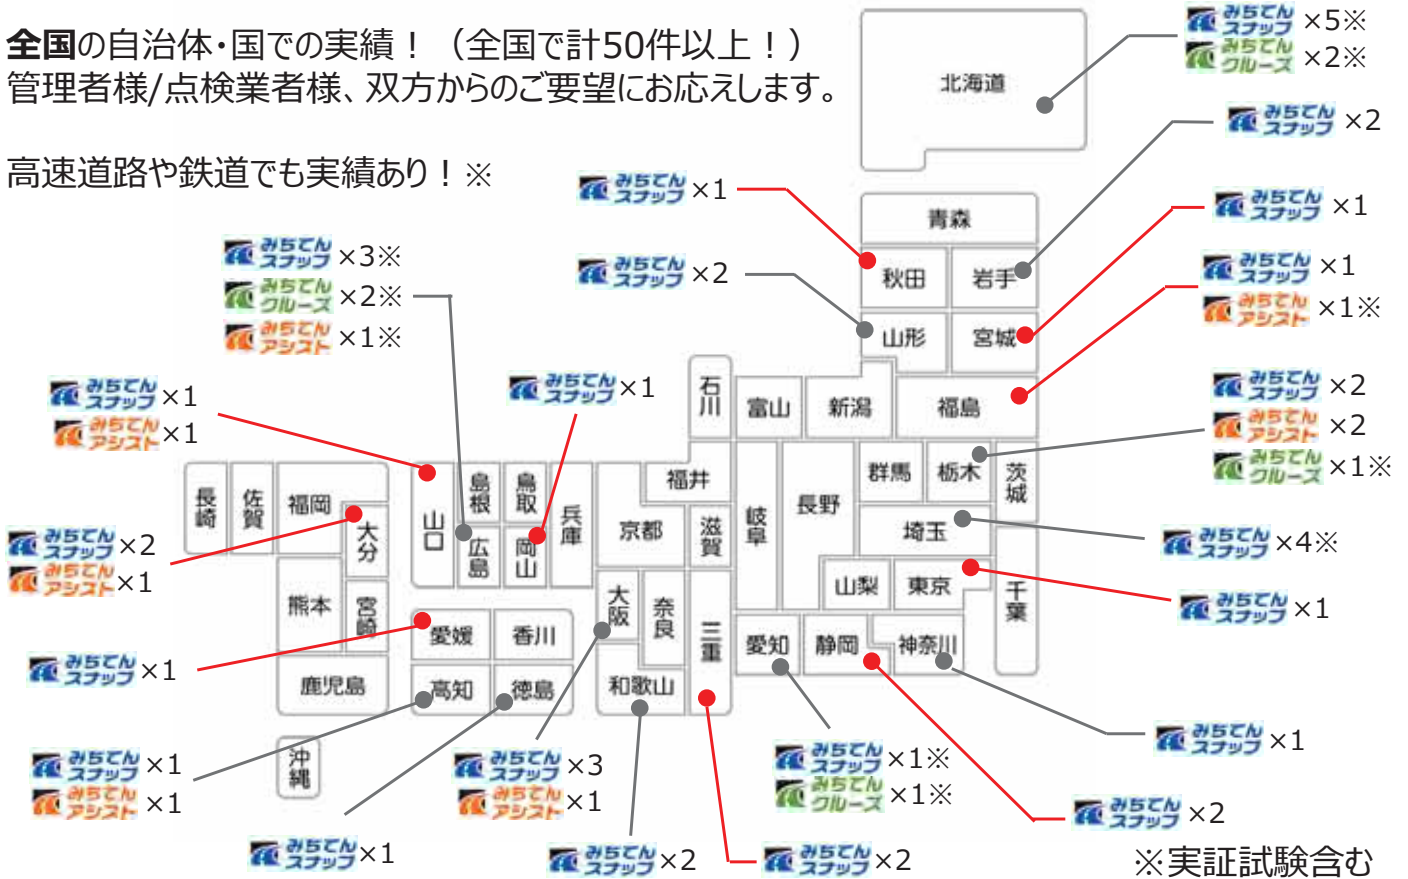 全国の自治体・国での実績！（全国で計50件以上！）
管理者様/点検業者様、双方からのご要望にお応えします。
高速道路や鉄道でも実績あり！※
みちてんスナップ×5※
みちてんクルーズ×2※
北海道
みちてんスナップ×2
みちてんスナップ×1
みちてんスナップ×1
青森
みちてんスナップ×3※
みちてんクルーズ×2※
みちてんアシスト×1※
みちてんスナップ×2
秋田
岩手
みちてんスナップ×1
みちてんアシスト×1※
山形
宮城
みちてんスナップ×1
みちてんアシスト×1
みちてんスナップ×1
石川
富山
新潟
福島
みちてんスナップ×2
みちてんアシスト×2
みちてんクルーズ×1※
長崎
佐賀
福岡
大分
山口
島根
鳥取
兵庫
福井
京都
滋賀
岐阜
長野
群馬
栃木
茨城
埼玉
みちてんスナップ×2
みちてんアシスト×1
広島
岡山
みちてんスナップ×4※
熊本
宮崎
大阪
奈良
三重
山梨
東京
千葉
みちてんスナップ×1
愛媛
香川
愛知
静岡
神奈川
みちてんスナップ×1
鹿児島
高知
徳島
和歌山
沖縄
みちてんスナップ×1
みちてんアシスト×1
みちてんスナップ×3
みちてんアシスト×1
みちてんスナップ×1※
みちてんクルーズ×1※
みちてんスナップ×1
みちてんスナップ×2
みちてんスナップ×1
みちてんスナップ×2
みちてんスナップ×2
※実証試験含む